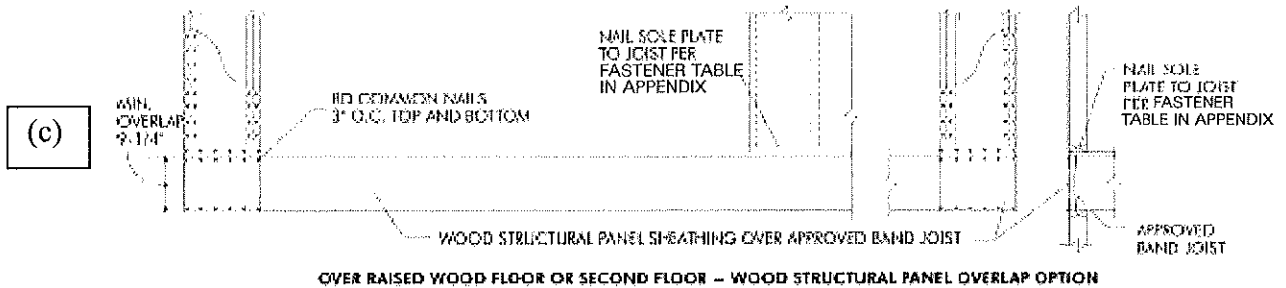 (c)
MIN.
OVERLAP
9-1/4"
8D COMMON NAILS
3" O.C. TOP AND BOTTOM
NAIL SOLE PLATE
TO JOIST PER
FASTENER TABLE
IN APPENDIX
NAIL SOLE
PLATE TO JOIST
PER FASTENER
TABLE IN APPENDIX
WOOD STRUCTURAL PANEL SHEATHING OVER APPROVED BAND JOIST
APPROVED
BAND JOIST
OVER RAISED WOOD FLOOR OR SECOND FLOOR – WOOD STRUCTURAL PANEL OVERLAP OPTION